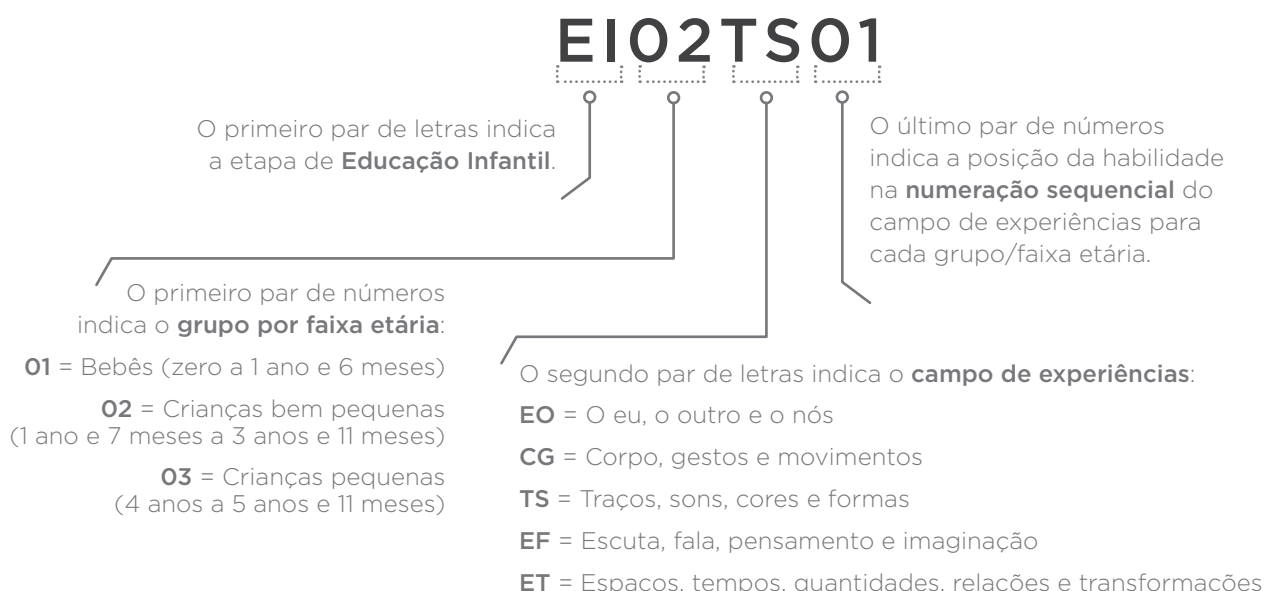 EI02TS01
O primeiro par de letras indica
a etapa de Educação Infantil.
O último par de números
indica a posição da habilidade
na numeração sequencial do
campo de experiências para
cada grupo/faixa etária.
O primeiro par de números
indica o grupo por faixa etária:
01 = Bebês (zero a 1 ano e 6 meses)
02 = Crianças bem pequenas
(1 ano e 7 meses a 3 anos e 11 meses)
03 = Crianças pequenas
(4 anos a 5 anos e 11 meses)
O segundo par de letras indica o campo de experiências:
EO = O eu, o outro e o nós
CG = Corpo, gestos e movimentos
TS = Traços, sons, cores e formas
EF = Escuta, fala, pensamento e imaginação
ET = Espaços, tempos, quantidades, relações e transformações